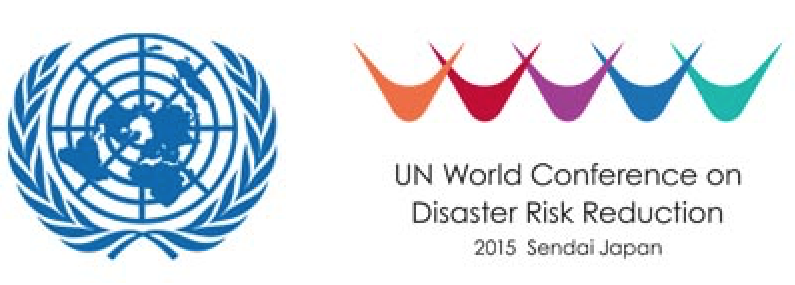 UN World Conference on
Disaster Risk Reduction
2015 Sendai Japan